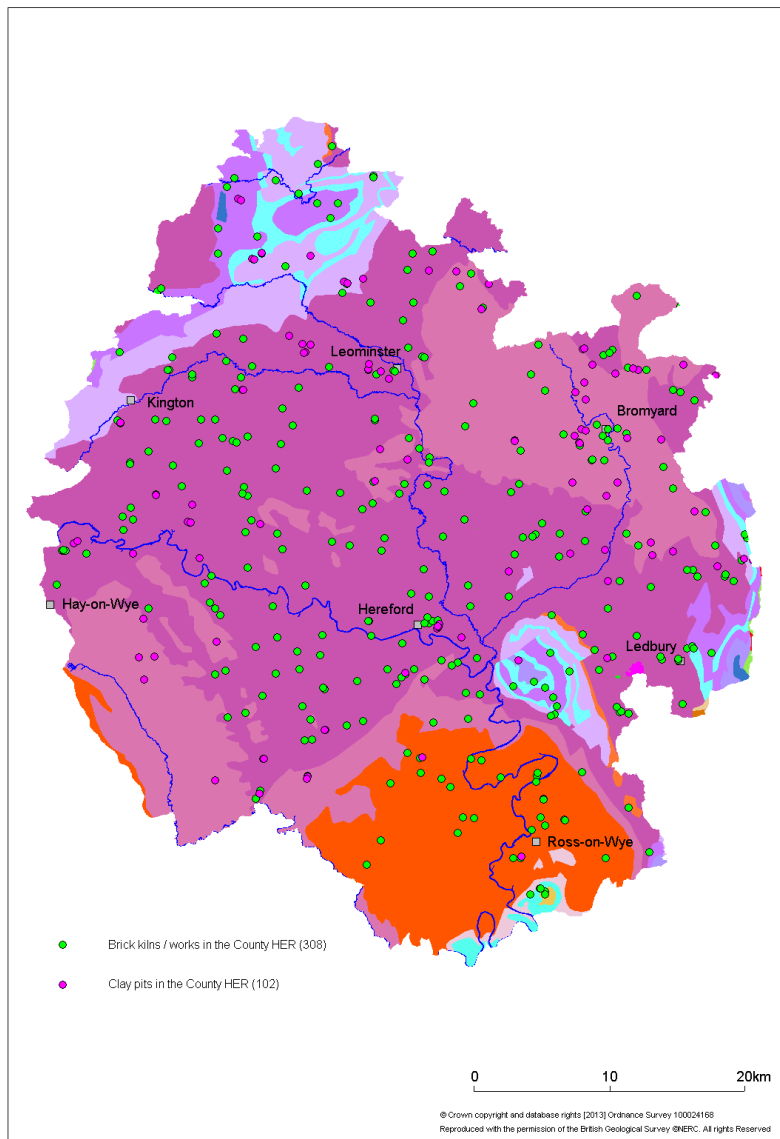 Leominster
Kington
Bromyard
Hay-on-Wye
Hereford
Ledbury
Ross-on-Wye
Brick kilns / works in the County HER (308)
Clay pits in the County HER (102)
0 10 20km
© Crown copyright and database rights [2013] Ordnance Survey 100024168
Reproduced with the permission of the British Geological Survey ©NERC. All rights Reserved